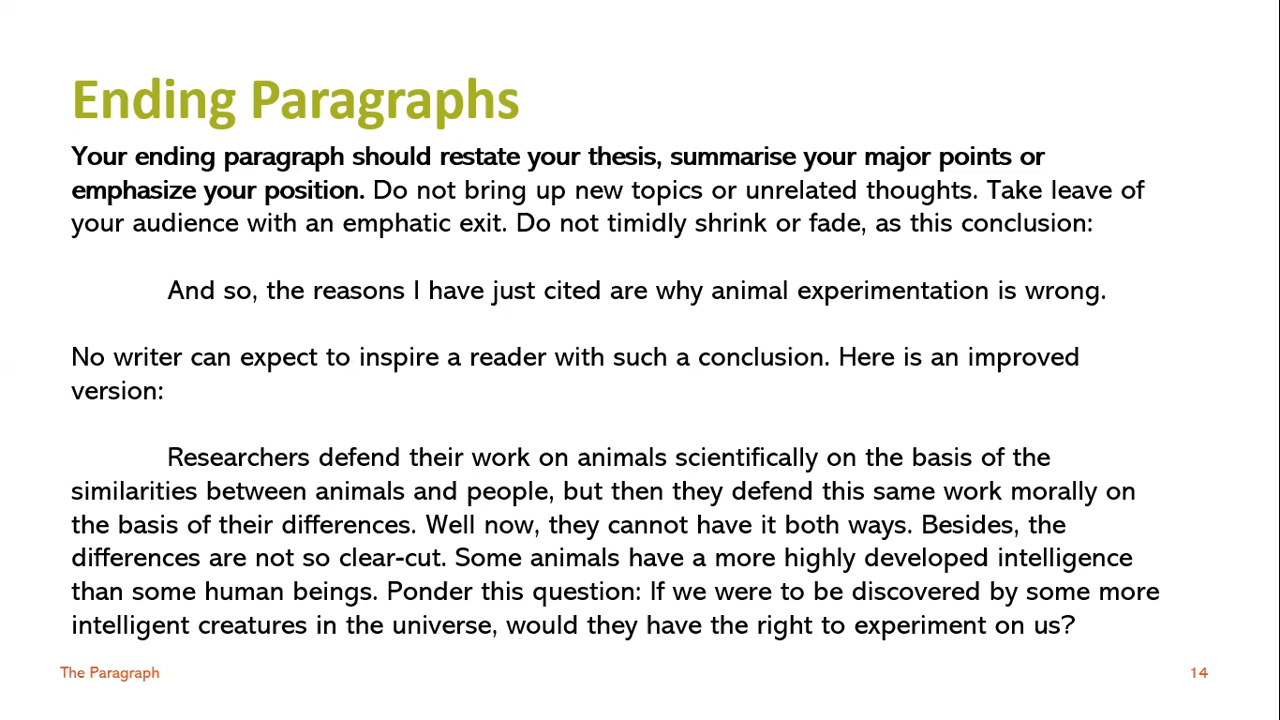 Ending Paragraphs
Your ending paragraph should restate your thesis, summarise your major points or
emphasize your position. Do not bring up new topics or unrelated thoughts. Take leave of
your audience with an emphatic exit. Do not timidly shrink or fade, as this conclusion:
And so, the reasons I have just cited are why animal experimentation is wrong.
No writer can expect to inspire a reader with such a conclusion. Here is an improved
version:
Researchers defend their work on animals scientifically on the basis of the
similarities between animals and people, but then they defend this same work morally on
the basis of their differences. Well now, they cannot have it both ways. Besides, the
differences are not so clear-cut. Some animals have a more highly developed intelligence
than some human beings. Ponder this question: If we were to be discovered by some more
intelligent creatures in the universe, would they have the right to experiment on us?
The Paragraph
14